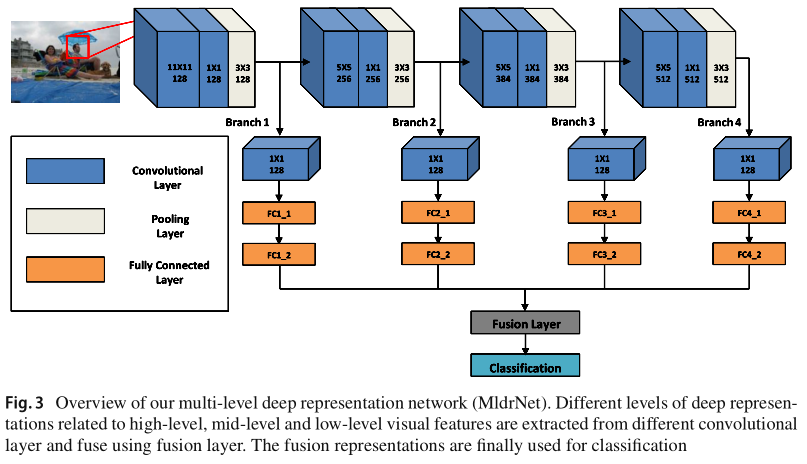 11X11 1X1 3X3
128 128 128
5X5 1X1 3X3
256 256 256
5X5 1X1 3X3
384 384 384
5X5 1X1 3X3
512 512 512
Branch 1
Branch 2
Branch 3
Branch 4
1X1
128
1X1
128
1X1
128
1X1
128
FC1_1
FC2_1
FC3_1
FC4_1
FC1_2
FC2_2
FC3_2
FC4_2
Convolutional
Layer
Pooling
Layer
Fully Connected
Layer
Fusion Layer
Classification
Fig. 3 Overview of our multi-level deep representation network (MldrNet). Different levels of deep represen-
tations related to high-level, mid-level and low-level visual features are extracted from different convolutional
layer and fuse using fusion layer. The fusion representations are finally used for classification